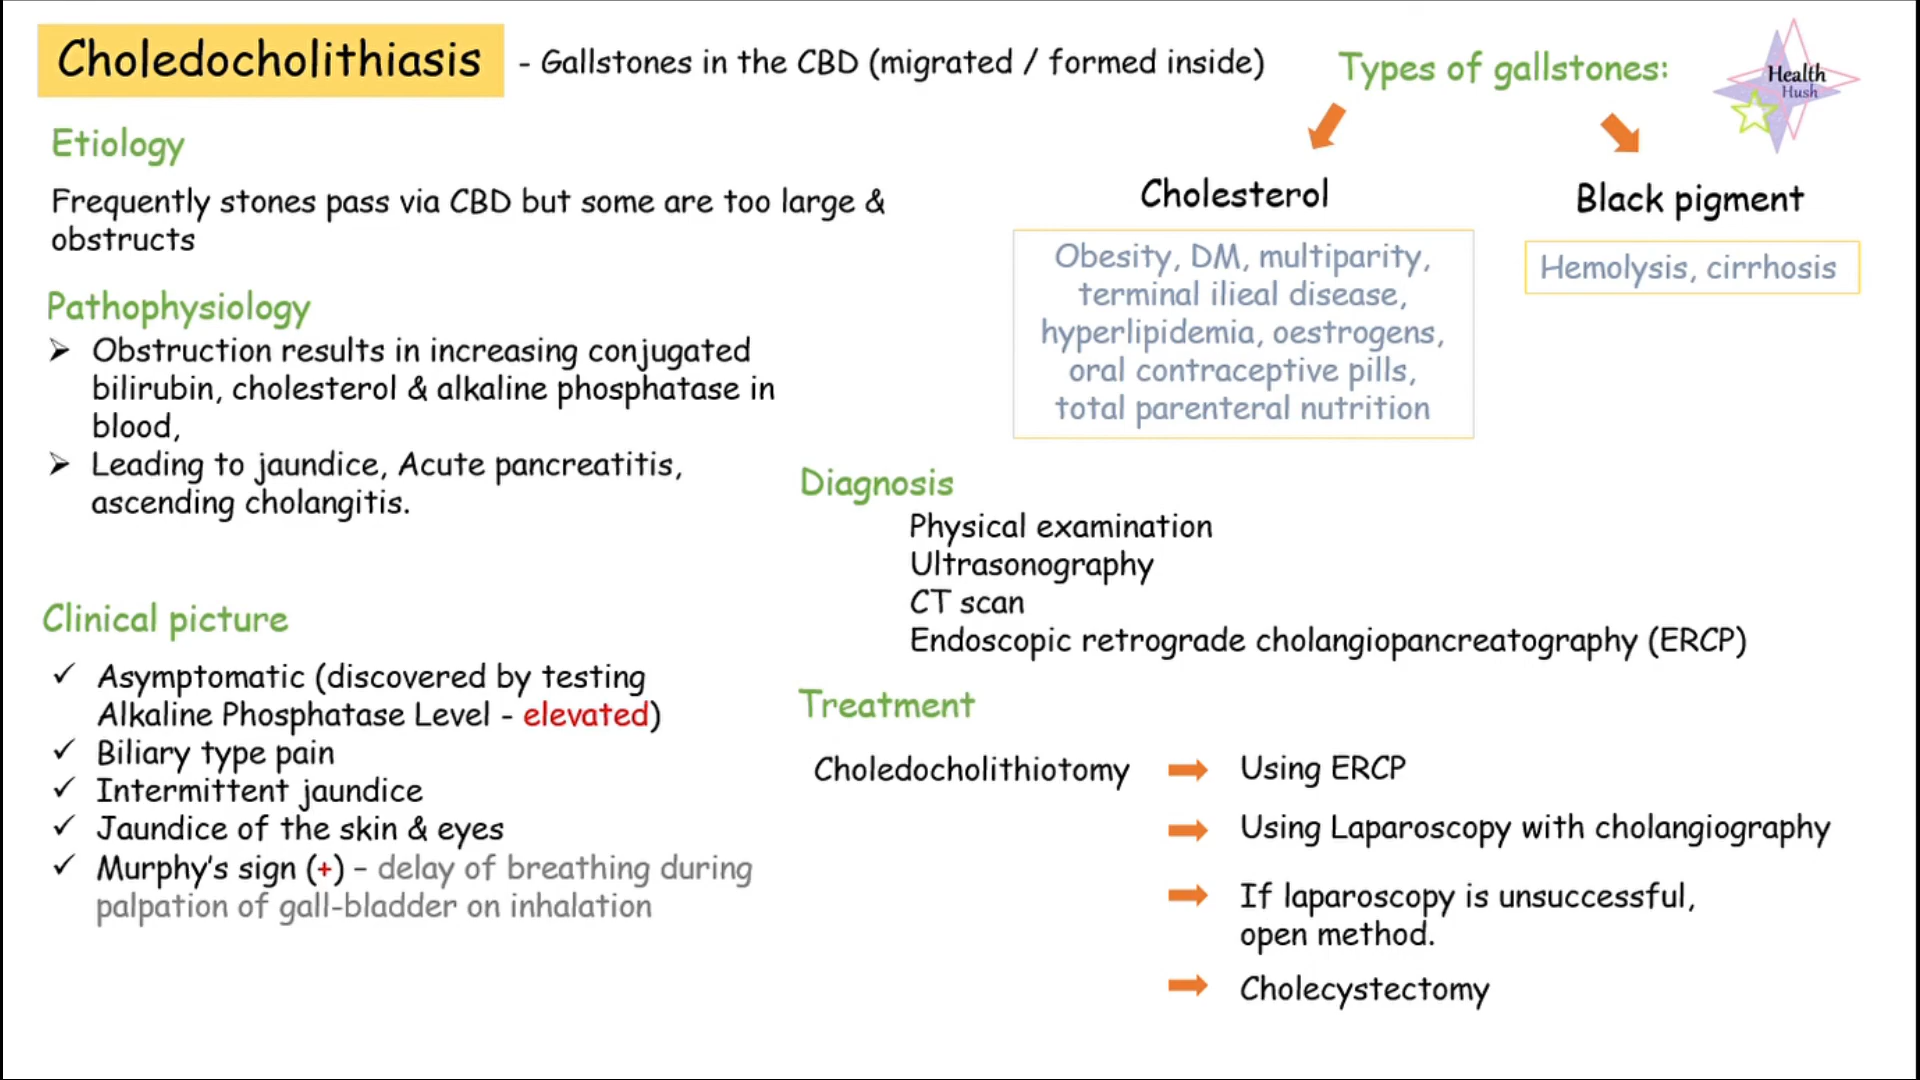 Choledocholithiasis - Gallstones in the CBD (migrated / formed inside)
Etiology
Frequently stones pass via CBD but some are too large &
obstructs
Pathophysiology
➢ Obstruction results in increasing conjugated
bilirubin, cholesterol & alkaline phosphatase in
blood,
➢ Leading to jaundice, Acute pancreatitis,
ascending cholangitis.
Clinical picture
✓ Asymptomatic (discovered by testing
Alkaline Phosphatase Level - elevated)
✓ Biliary type pain
✓ Intermittent jaundice
✓ Jaundice of the skin & eyes
✓ Murphy's sign (+) – delay of breathing during
palpation of gall-bladder on inhalation
Types of gallstones:
Health
Hush
Cholesterol
Obesity, DM, multiparity,
terminal ilieal disease,
hyperlipidemia, oestrogens,
oral contraceptive pills,
total parenteral nutrition
Black pigment
Hemolysis, cirrhosis
Diagnosis
Physical examination
Ultrasonography
CT scan
Endoscopic retrograde cholangiopancreatography (ERCP)
Treatment
Choledocholithiotomy
Using ERCP
Using Laparoscopy with cholangiography
If laparoscopy is unsuccessful,
open method.
Cholecystectomy